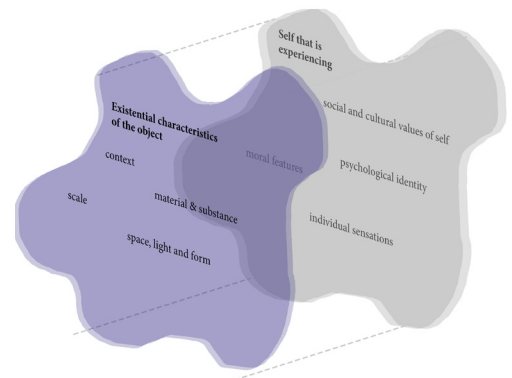 Self that is
experiencing
social and cultural values of self
Existential characteristics
of the object
moral features
context
psychological identity
scale
material & substance
individual sensations
space, light and form